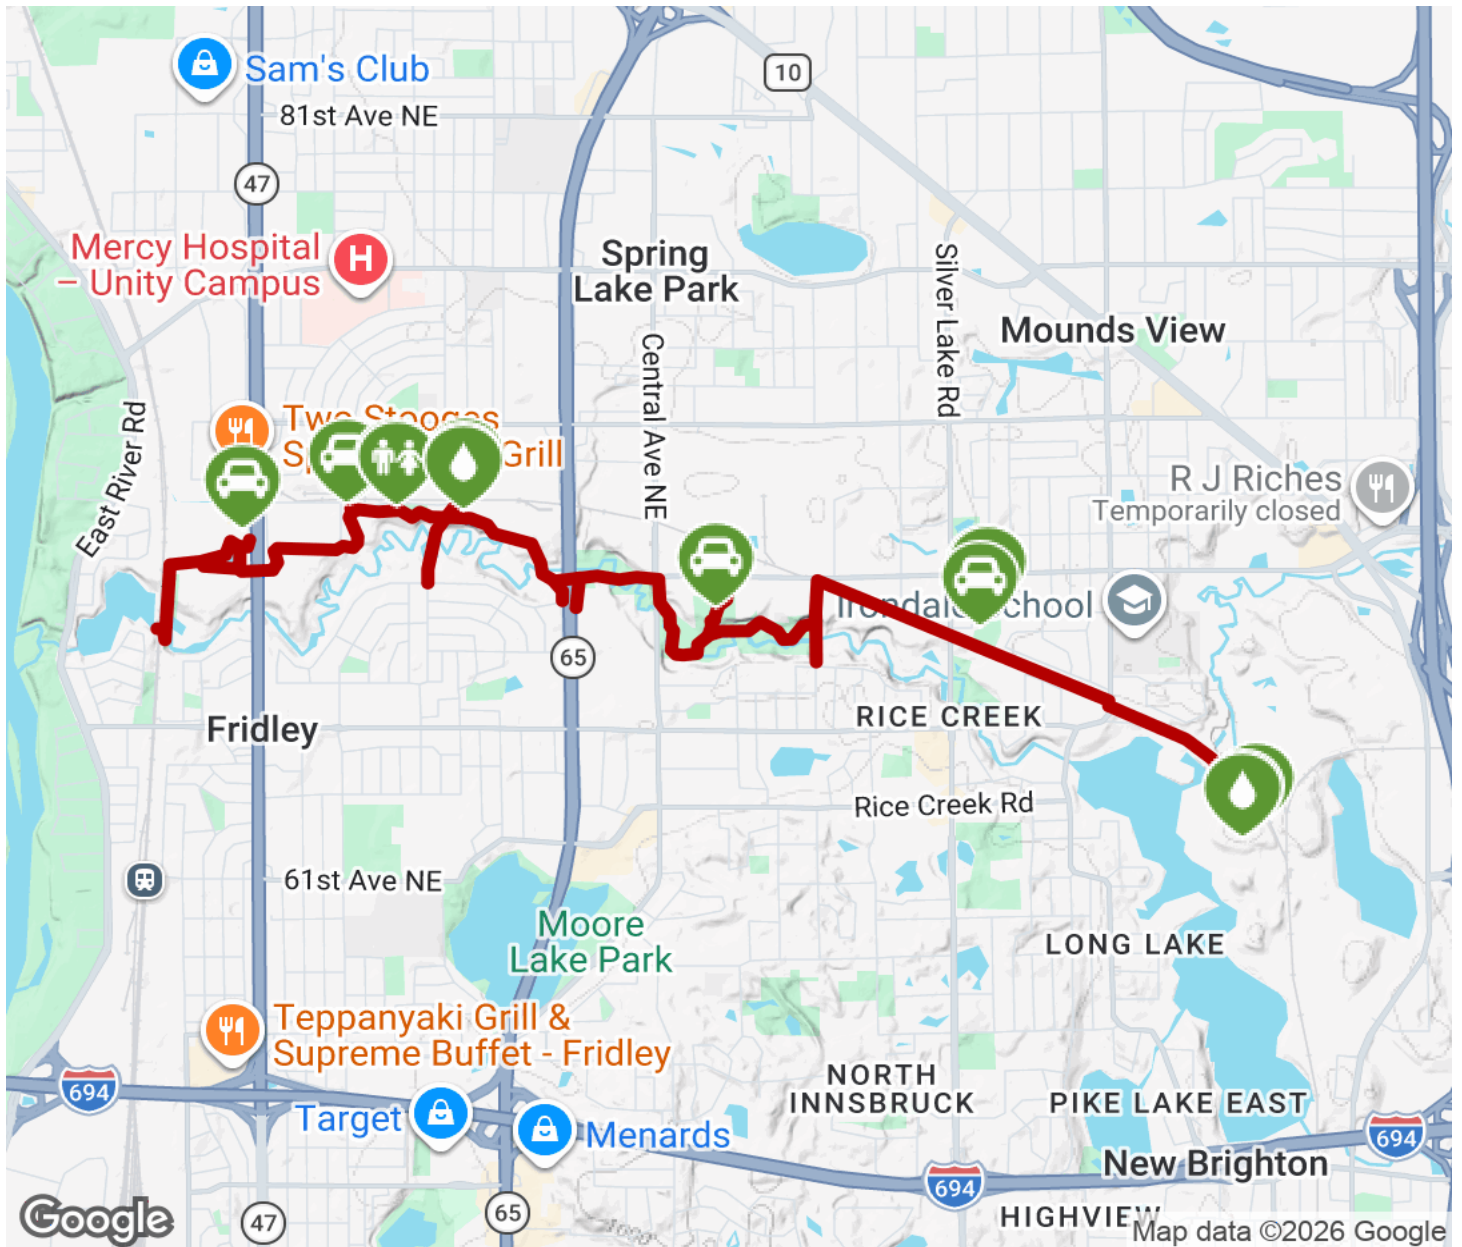 Sam's Club
10
81st Ave NE
47
Mercy Hospital
– Unity Campus
H
Spring
Lake Park
Silver Lake Rd
Mounds View
Central Ave NE
East River Rd
Two Stooges
Grill
R J Riches
Temporarily closed
65
Fridley
RICE CREEK
Rice Creek Rd
61st Ave NE
Moore
Lake Park
LONG LAKE
Teppanyaki Grill &
Supreme Buffet - Fridley
NORTH
INNSBRUCK
PIKE LAKE EAST
694
Target
Menards
694
New Brighton
694
HIGHVIEW
Google
47
65
Map data ©2026 Google